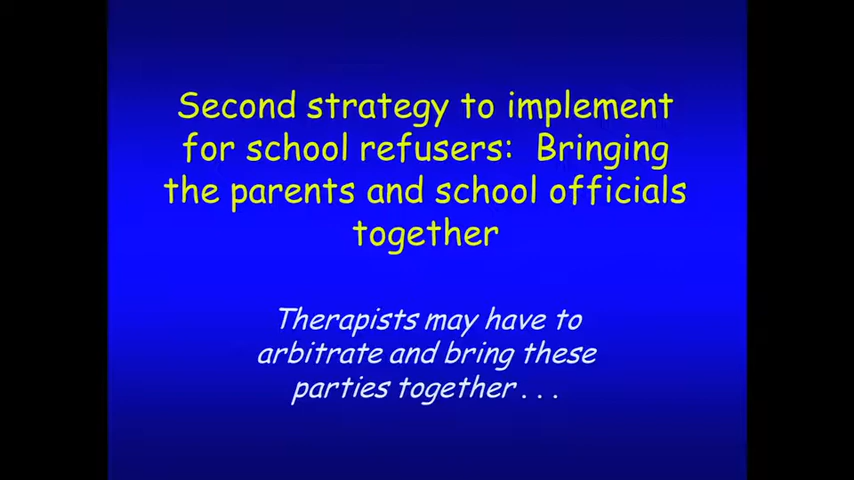 Second strategy to implement
for school refusers:  Bringing
the parents and school officials
together
Therapists may have to
arbitrate and bring these
parties together . . .